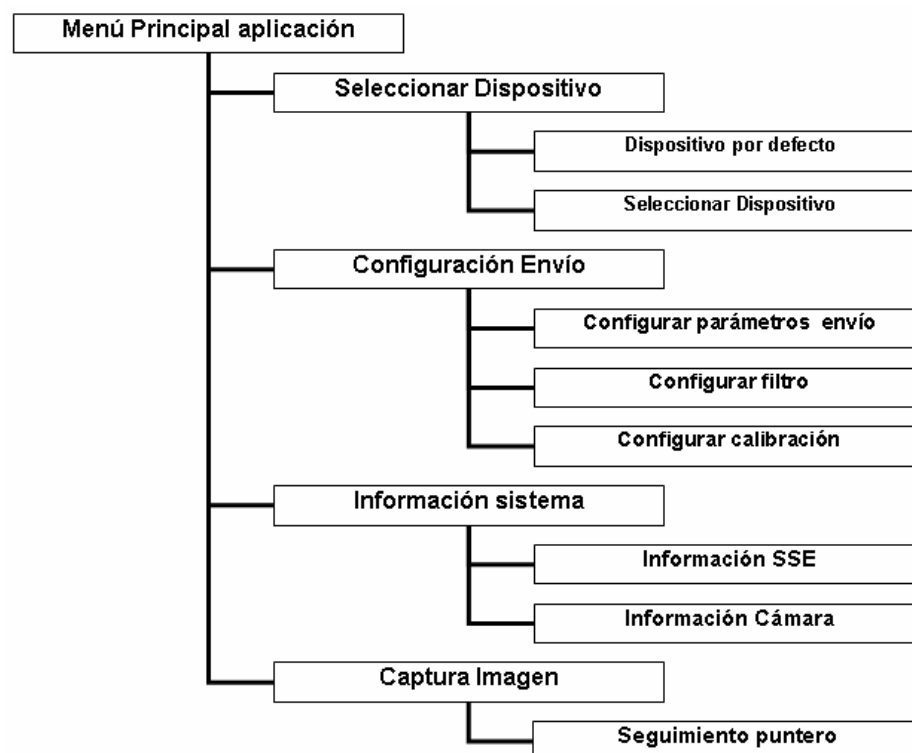 Menú Principal aplicación
Seleccionar Dispositivo
Dispositivo por defecto
Seleccionar Dispositivo
Configuración Envío
Configurar parámetros envío
Configurar filtro
Configurar calibración
Información sistema
Información SSE
Información Cámara
Captura Imagen
Seguimiento puntero